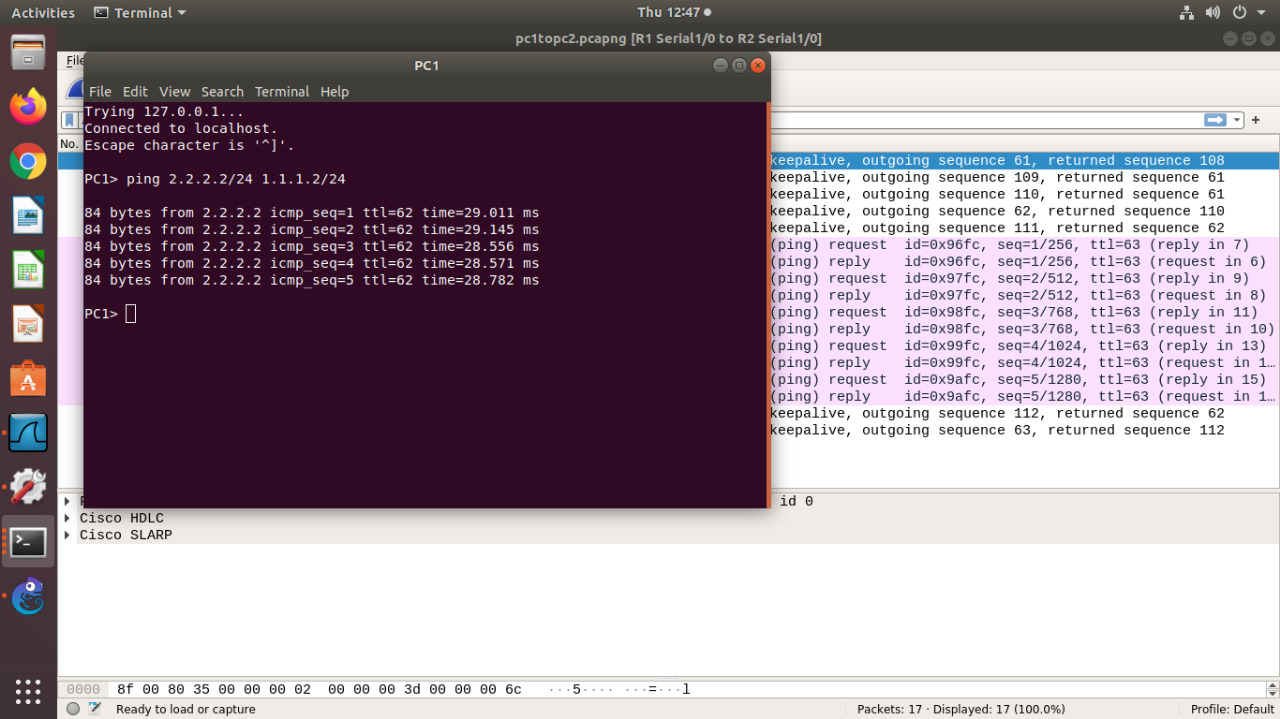 Activities Terminal Thu 12:47
pc1topc2.pcapng [R1 Serial1/0 to R2 Serial1/0]
File
PC1
File Edit View Search Terminal Help
Trying 127.0.0.1...
Connected to localhost.
Escape character is '^]'.
PC1> ping 2.2.2.2/24 1.1.1.2/24
84 bytes from 2.2.2.2 icmp_seq=1 ttl=62 time=29.011 ms
84 bytes from 2.2.2.2 icmp_seq=2 ttl=62 time=29.145 ms
84 bytes from 2.2.2.2 icmp_seq=3 ttl=62 time=28.556 ms
84 bytes from 2.2.2.2 icmp_seq=4 ttl=62 time=28.571 ms
84 bytes from 2.2.2.2 icmp_seq=5 ttl=62 time=28.782 ms
PC1>
No.
keepalive, outgoing sequence 61, returned sequence 108
keepalive, outgoing sequence 109, returned sequence 61
keepalive, outgoing sequence 110, returned sequence 61
keepalive, outgoing sequence 62, returned sequence 110
keepalive, outgoing sequence 111, returned sequence 62
(ping) request id=0x96fc, seq=1/256, ttl=63 (reply in 7)
(ping) reply id=0x96fc, seq=1/256, ttl=63 (request in 6)
(ping) request id=0x97fc, seq=2/512, ttl=63 (reply in 9)
(ping) reply id=0x97fc, seq=2/512, ttl=63 (request in 8)
(ping) request id=0x98fc, seq=3/768, ttl=63 (reply in 11)
(ping) reply id=0x98fc, seq=3/768, ttl=63 (request in 10)
(ping) request id=0x99fc, seq=4/1024, ttl=63 (reply in 13)
(ping) reply id=0x99fc, seq=4/1024, ttl=63 (request in 1…
(ping) request id=0x9afc, seq=5/1280, ttl=63 (reply in 15)
(ping) reply id=0x9afc, seq=5/1280, ttl=63 (request in 1…
keepalive, outgoing sequence 112, returned sequence 62
keepalive, outgoing sequence 63, returned sequence 112
id 0
Cisco HDLC
Cisco SLARP
0000 8f 00 80 35 00 00 00 02 00 00 00 3d 00 00 00 6c ···5···· ···=···l
Ready to load or capture Packets: 17 · Displayed: 17 (100.0%) Profile: Default